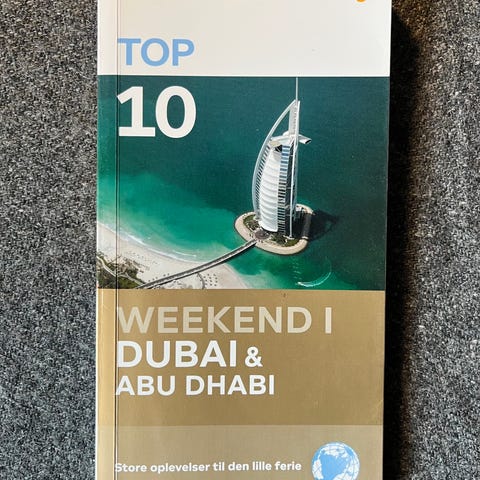 TOP
10
WEEKEND I
DUBAI &
ABU DHABI
Store oplevelser til den lille ferie